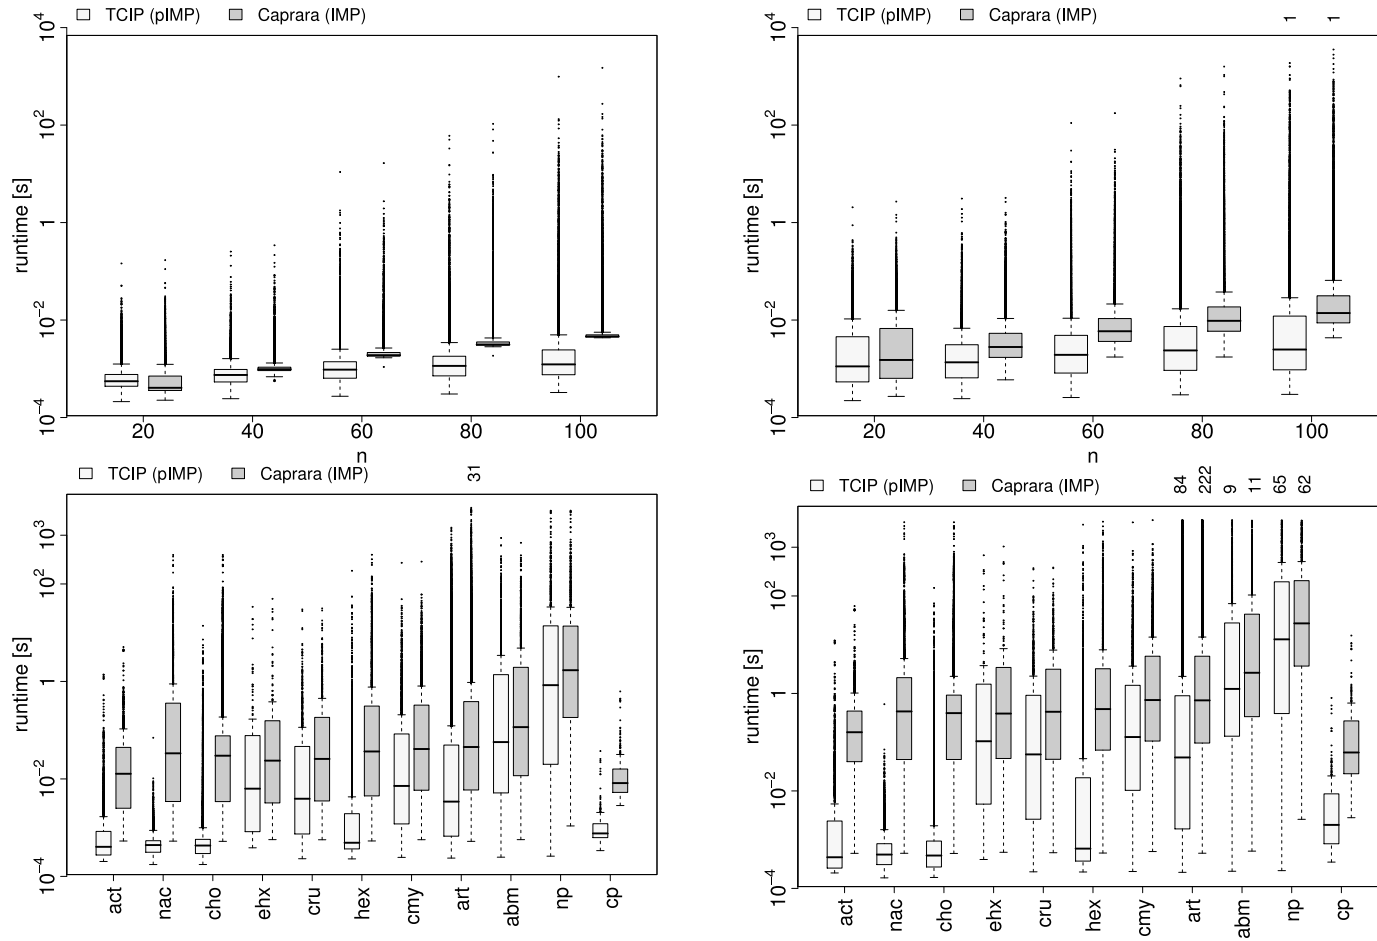 TCIP (pIMP) Caprara (IMP)
10^4
10^2
1
10^-2
10^-4
runtime [s]
20 40 60 80 100
n
TCIP (pIMP) Caprara (IMP)
1 1
10^4
10^2
1
10^-2
10^-4
runtime [s]
20 40 60 80 100
n
TCIP (pIMP) Caprara (IMP)
31
10^3
10^2
1
10^-2
10^-4
runtime [s]
act nac cho ehx cru hex cmy art abm np cp
TCIP (pIMP) Caprara (IMP)
84 222 9 11 65 62
10^3
10^2
1
10^-2
10^-4
runtime [s]
act nac cho ehx cru hex cmy art abm np cp